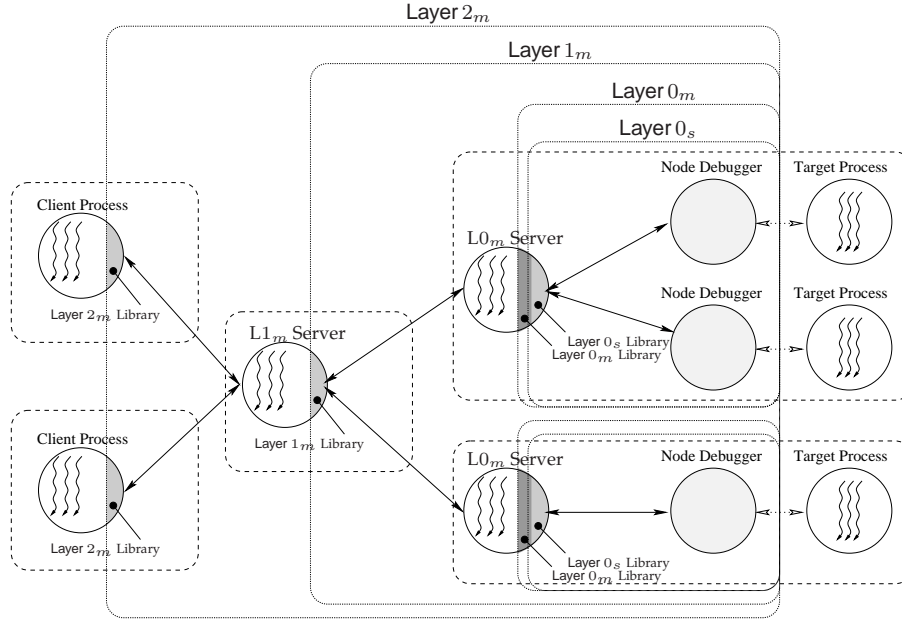 Layer 2m
Layer 1m
Layer 0m
Layer 0s
Node Debugger
Target Process
Client Process
L0m Server
Layer 2m Library
Node Debugger
Target Process
L1m Server
Layer 0s Library
Layer 0m Library
Client Process
Layer 1m Library
L0m Server
Node Debugger
Target Process
Layer 2m Library
Layer 0s Library
Layer 0m Library